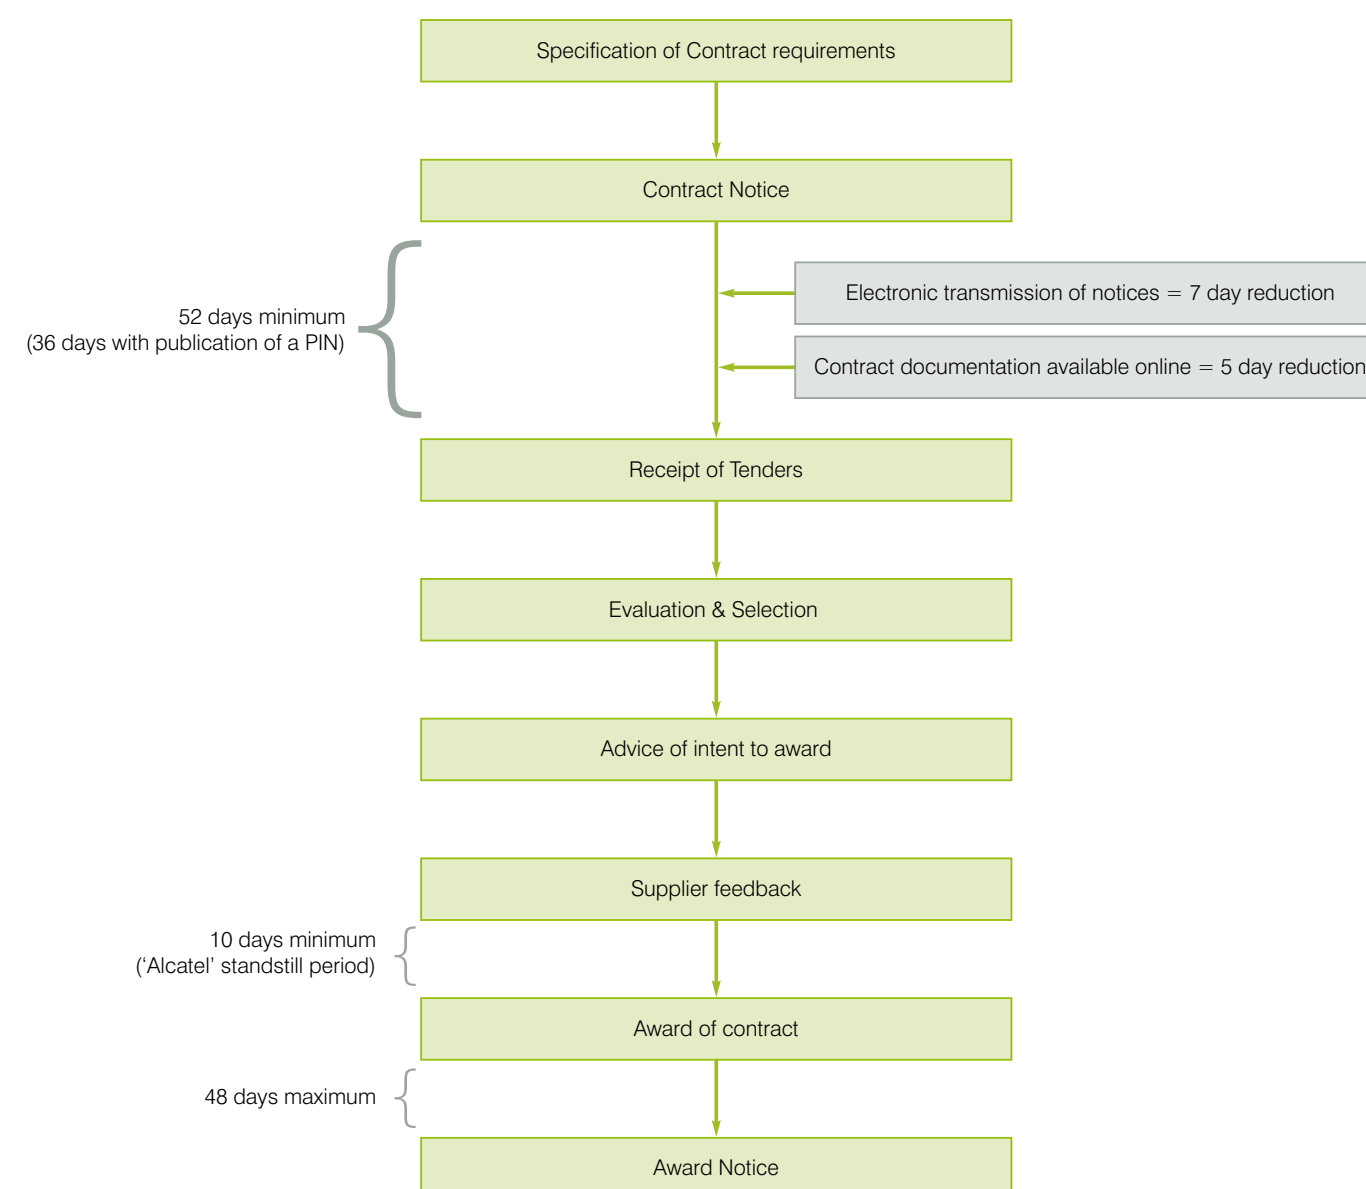 Specification of Contract requirements
Contract Notice
Electronic transmission of notices = 7 day reduction
52 days minimum
(36 days with publication of a PIN)
Contract documentation available online = 5 day reduction
Receipt of Tenders
Evaluation & Selection
Advice of intent to award
Supplier feedback
10 days minimum
(‘Alcatel’ standstill period)
Award of contract
48 days maximum
Award Notice